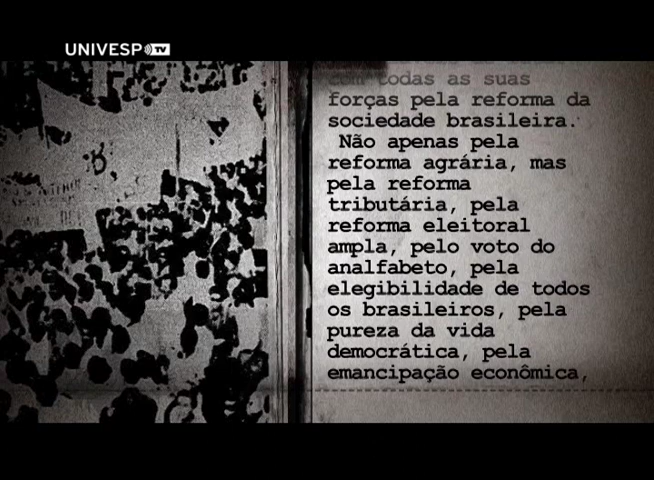 UNIVESP TV
com todas as suas
forças pela reforma da
sociedade brasileira.
Não apenas pela
reforma agrária, mas
pela reforma
tributária, pela
reforma eleitoral
ampla, pelo voto do
analfabeto, pela
elegibilidade de todos
os brasileiros, pela
pureza da vida
democrática, pela
emancipação econômica,